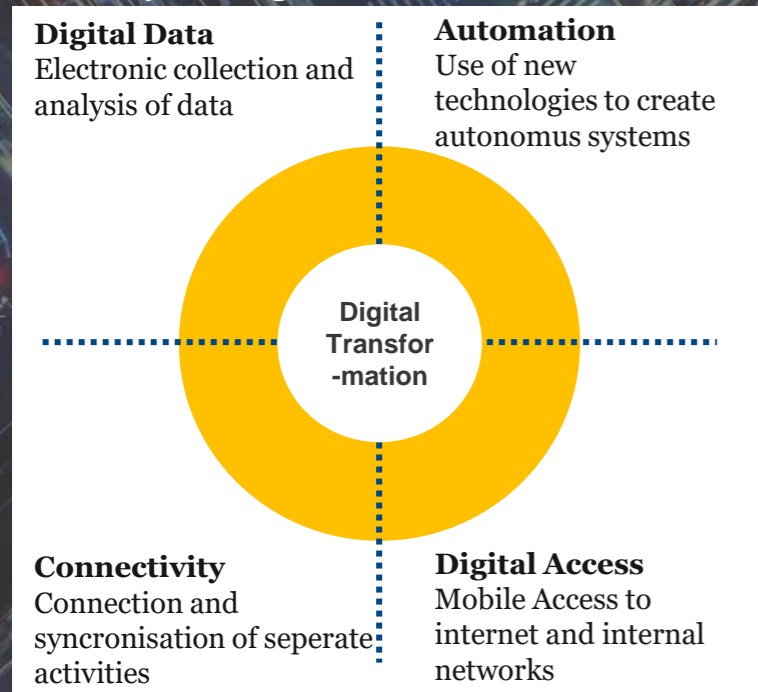 Digital Data
Electronic collection and
analysis of data
Automation
Use of new
technologies to create
autonomus systems
Digital
Transfor
-mation
Connectivity
Connection and
syncronisation of seperate
activities
Digital Access
Mobile Access to
internet and internal
networks